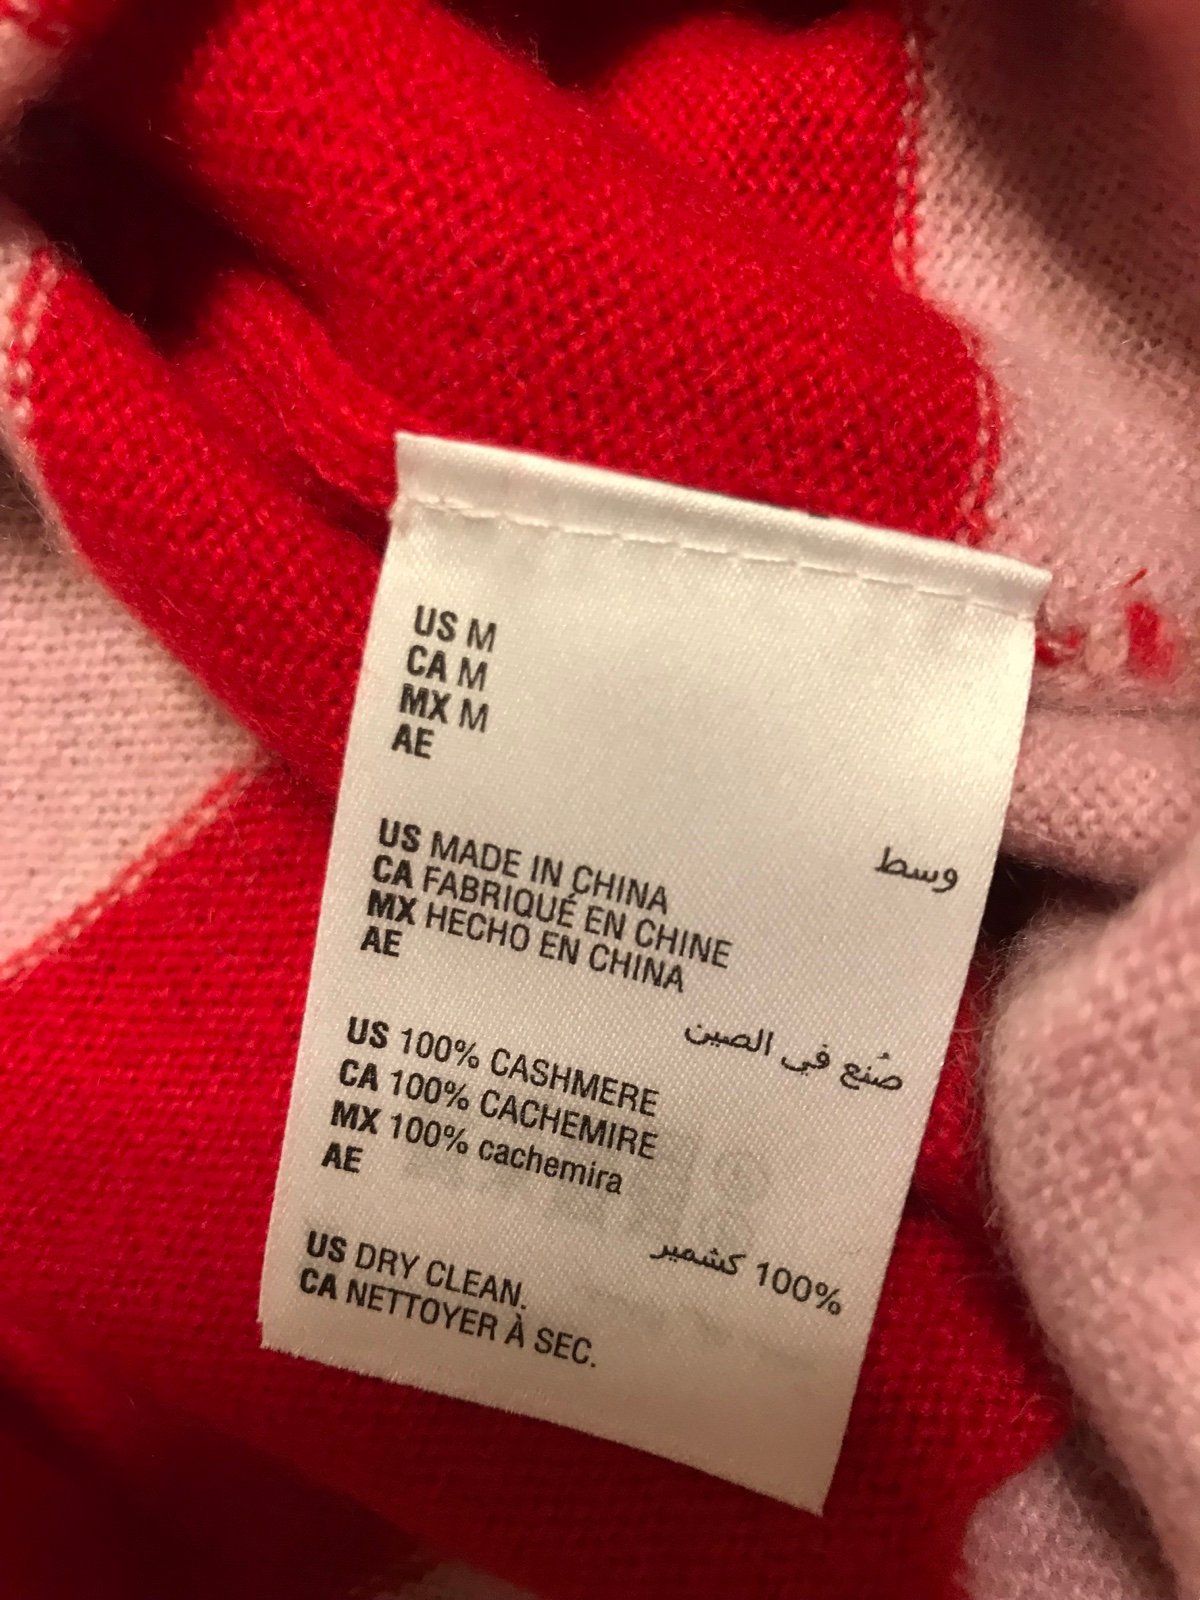 US M
CA M
MX M
AE
وسط
US MADE IN CHINA
CA FABRIQUÉ EN CHINE
MX HECHO EN CHINA
AE
صُنع في الصين
US 100% CASHMERE
CA 100% CACHEMIRE
MX 100% cachemira
AE
100% كشمير
US DRY CLEAN.
CA NETTOYER À SEC.